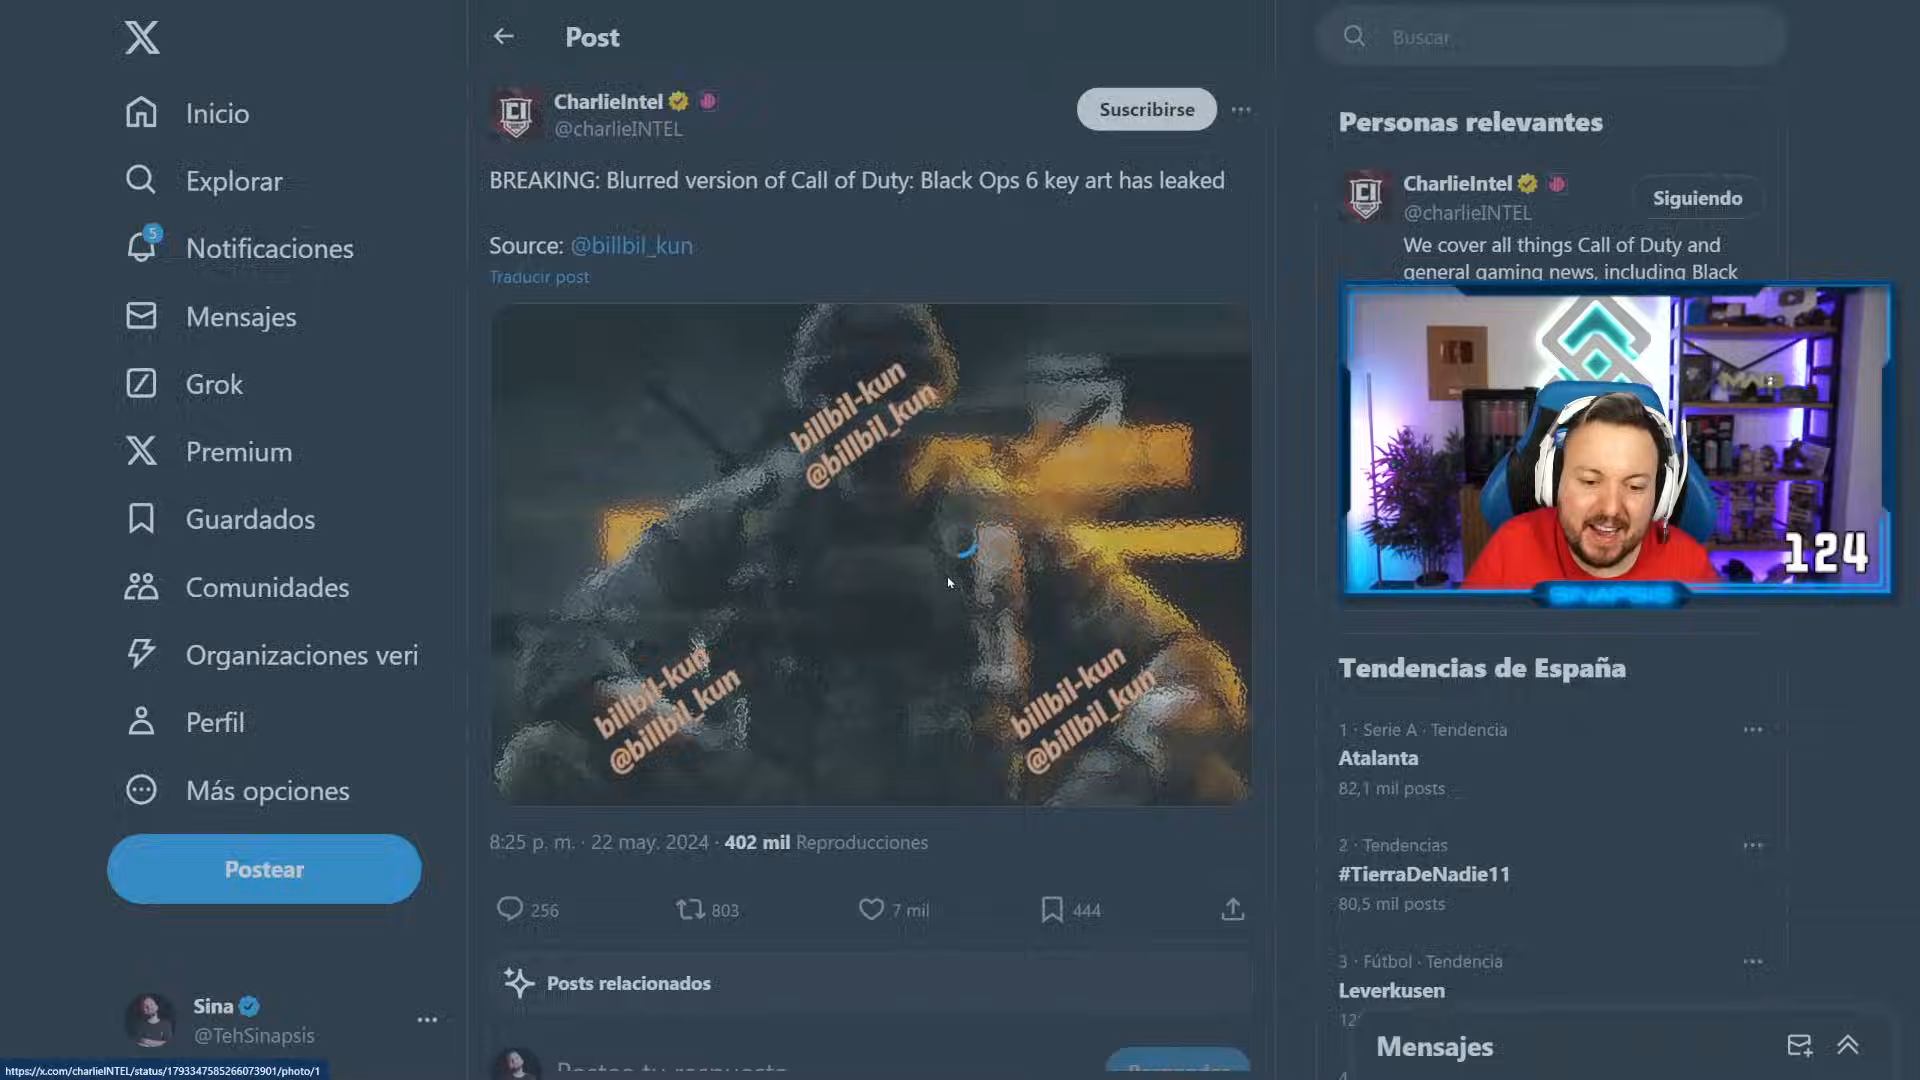 Inicio
Explorar
5
Notificaciones
Mensajes
Grok
Premium
Guardados
Comunidades
Organizaciones veri
Perfil
Más opciones
Postear
Sina
@TehSinapsis
https://x.com/charlieINTEL/status/1793347585266073901/photo/1
Post
CI
CharlieIntel
@charlieINTEL
Suscribirse
BREAKING: Blurred version of Call of Duty: Black Ops 6 key art has leaked
Source: @billbil_kun
Traducir post
billbil-kun
@billbil_kun
billbil-kun
@billbil_kun
billbil-kun
@billbil_kun
8:25 p. m. · 22 may. 2024 · 402 mil Reproducciones
256
803
7 mil
444
Posts relacionados
Postea tu respuesta
Responder
Buscar
Personas relevantes
CI
CharlieIntel
@charlieINTEL
Siguiendo
We cover all things Call of Duty and
general gaming news, including Black
124
SINAPSIS
Tendencias de España
1 · Serie A · Tendencia
Atalanta
82,1 mil posts
2 · Tendencias
#TierraDeNadie11
80,5 mil posts
3 · Fútbol · Tendencia
Leverkusen
Mensajes